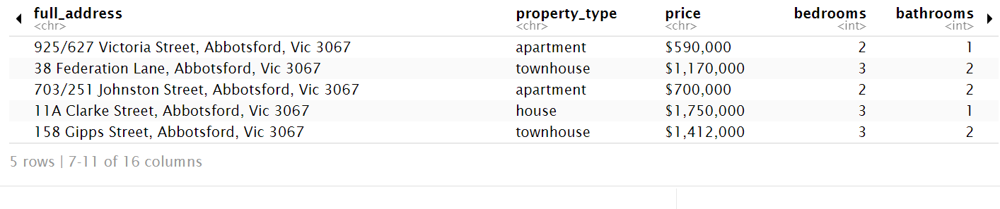 full_address property_type price bedrooms bathrooms
<chr> <chr> <chr> <int> <int>
925/627 Victoria Street, Abbotsford, Vic 3067 apartment $590,000 2 1
38 Federation Lane, Abbotsford, Vic 3067 townhouse $1,170,000 3 2
703/251 Johnston Street, Abbotsford, Vic 3067 apartment $700,000 2 2
11A Clarke Street, Abbotsford, Vic 3067 house $1,750,000 3 1
158 Gipps Street, Abbotsford, Vic 3067 townhouse $1,412,000 3 2
5 rows | 7-11 of 16 columns